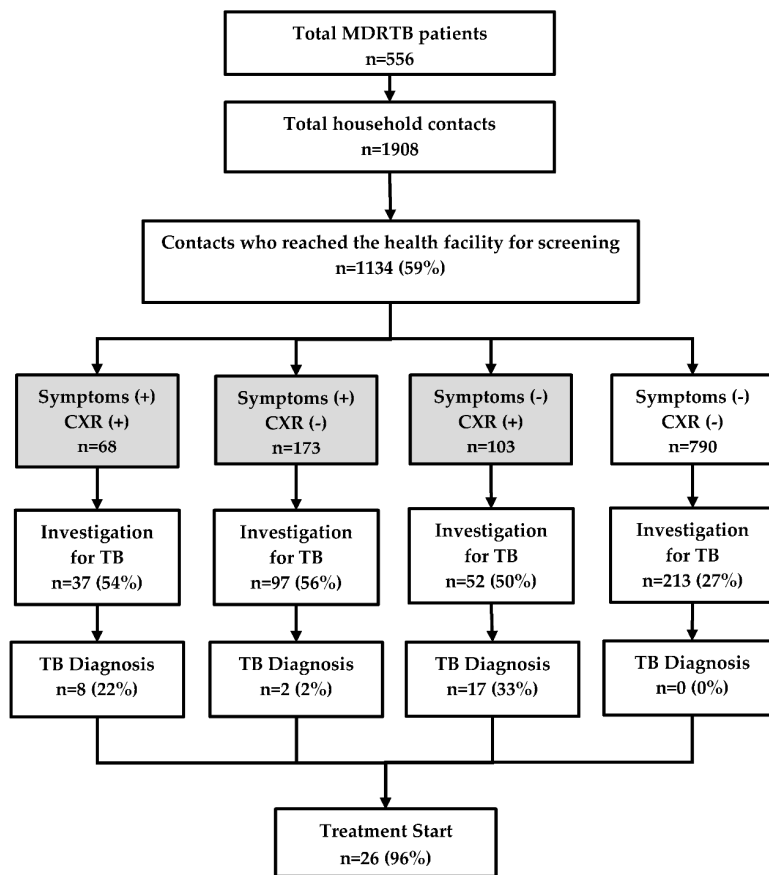 Total MDRTB patients
n=556
Total household contacts
n=1908
Contacts who reached the health facility for screening
n=1134 (59%)
Symptoms (+)
CXR (+)
n=68
Symptoms (+)
CXR (-)
n=173
Symptoms (-)
CXR (+)
n=103
Symptoms (-)
CXR (-)
n=790
Investigation
for TB
n=37 (54%)
Investigation
for TB
n=97 (56%)
Investigation
for TB
n=52 (50%)
Investigation
for TB
n=213 (27%)
TB Diagnosis
n=8 (22%)
TB Diagnosis
n=2 (2%)
TB Diagnosis
n=17 (33%)
TB Diagnosis
n=0 (0%)
Treatment Start
n=26 (96%)